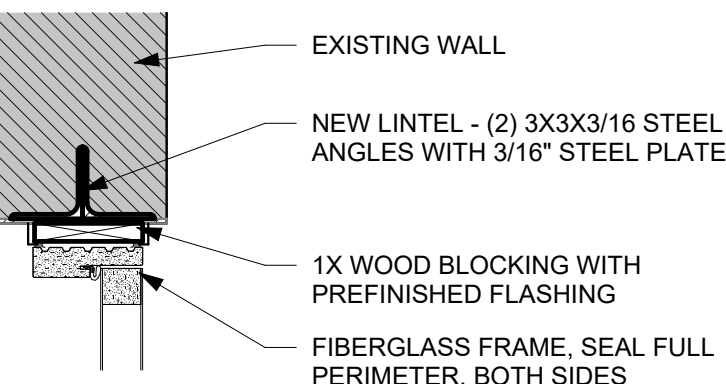 EXISTING WALL
NEW LINTEL - (2) 3X3X3/16 STEEL
ANGLES WITH 3/16" STEEL PLATE
1X WOOD BLOCKING WITH
PREFINISHED FLASHING
FIBERGLASS FRAME, SEAL FULL
PERIMETER, BOTH SIDES